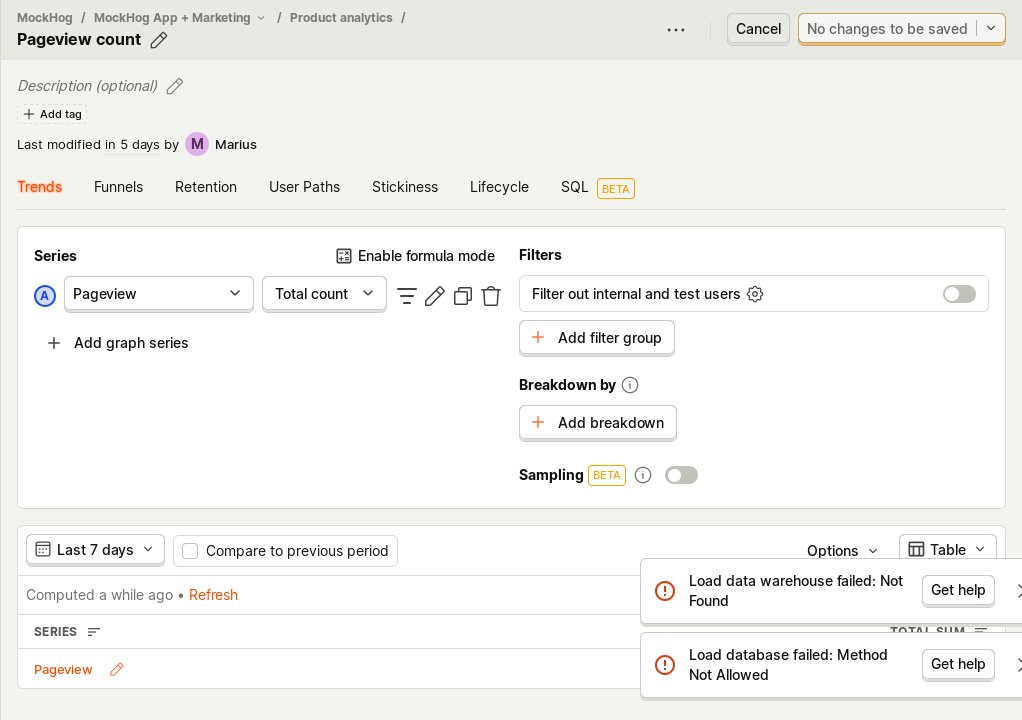 MockHog / MockHog App + Marketing / Product analytics /
Pageview count
Cancel
No changes to be saved
Description (optional)
Add tag
Last modified in 5 days by M Marius
Trends Funnels Retention User Paths Stickiness Lifecycle SQL BETA
Series
Enable formula mode
A Pageview Total count
Add graph series
Filters
Filter out internal and test users
Add filter group
Breakdown by
Add breakdown
Sampling BETA
Last 7 days
Compare to previous period
Options
Table
Computed a while ago • Refresh
SERIES
TOTAL SUM
Pageview
Load data warehouse failed: Not
Found
Get help
Load database failed: Method
Not Allowed
Get help